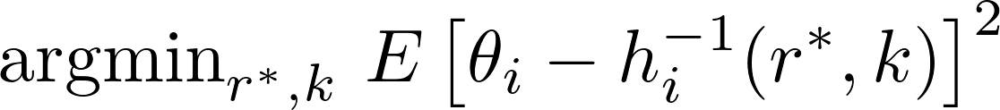 argmin_{r^*,k} E [θ_i − h_i^{−1}(r^*, k)]^2